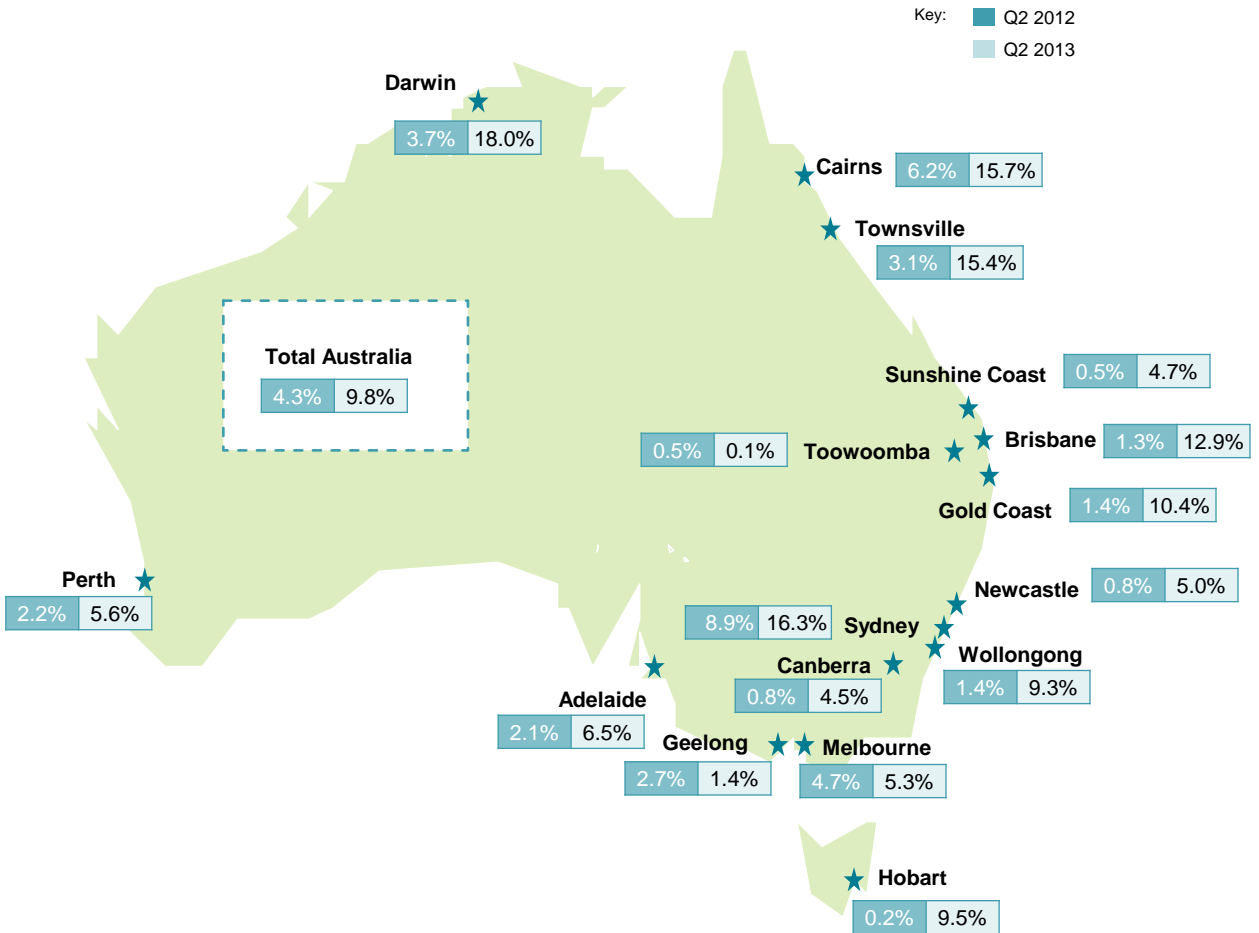 Key: Q2 2012
Q2 2013
Darwin
3.7% 18.0%
Cairns 6.2% 15.7%
Townsville
3.1% 15.4%
Total Australia
4.3% 9.8%
Sunshine Coast 0.5% 4.7%
0.5% 0.1% Toowoomba
Brisbane 1.3% 12.9%
Gold Coast 1.4% 10.4%
Perth
2.2% 5.6%
Newcastle 0.8% 5.0%
8.9% 16.3% Sydney
Wollongong
1.4% 9.3%
Canberra
0.8% 4.5%
Adelaide
2.1% 6.5%
Geelong
2.7% 1.4%
Melbourne
4.7% 5.3%
Hobart
0.2% 9.5%